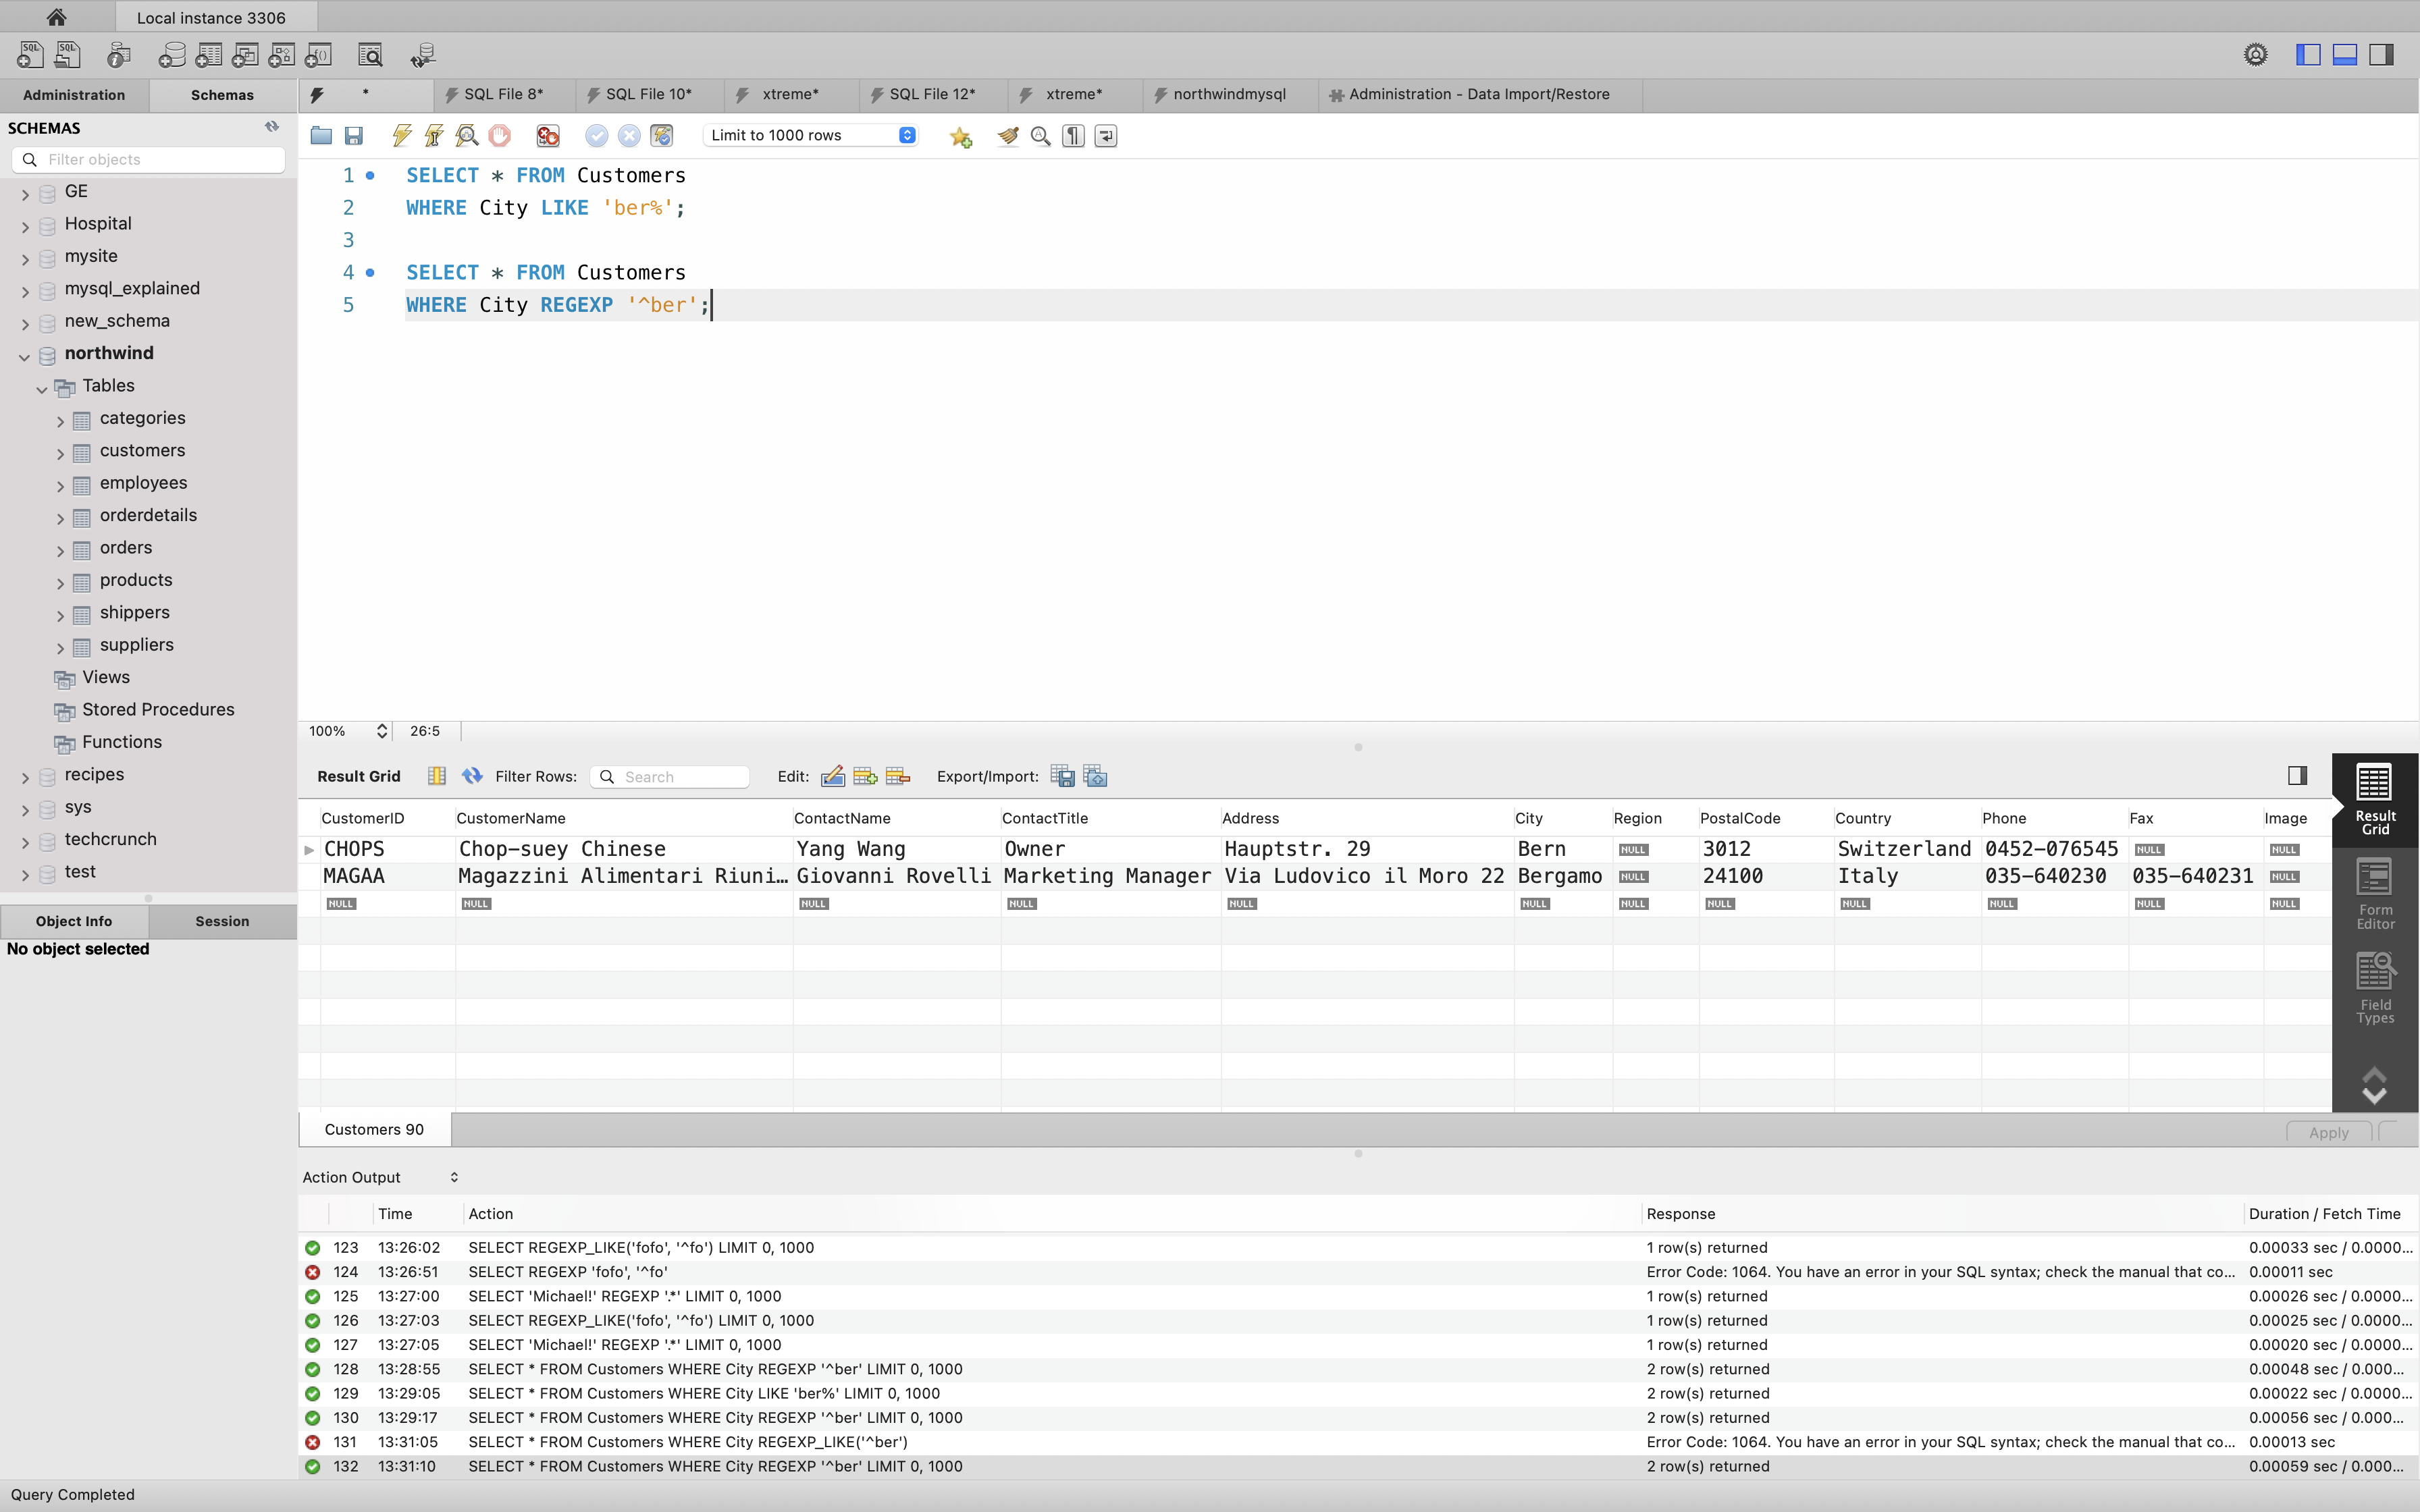 Local instance 3306
SQL SQL
Administration Schemas * SQL File 8* SQL File 10* xtreme* SQL File 12* xtreme* northwindmysql Administration - Data Import/Restore
SCHEMAS
Filter objects
Limit to 1000 rows
GE
Hospital
mysite
mysql_explained
new_schema
northwind
Tables
categories
customers
employees
orderdetails
orders
products
shippers
suppliers
Views
Stored Procedures
Functions
recipes
sys
techcrunch
test
1 SELECT * FROM Customers
2 WHERE City LIKE 'ber%';
3
4 SELECT * FROM Customers
5 WHERE City REGEXP '^ber';
100% 26:5
Object Info Session
No object selected
Result Grid Filter Rows: Search Edit: Export/Import:
CustomerID CustomerName ContactName ContactTitle Address City Region PostalCode Country Phone Fax Image
CHOPS Chop-suey Chinese Yang Wang Owner Hauptstr. 29 Bern NULL 3012 Switzerland 0452-076545 NULL NULL
MAGAA Magazzini Alimentari Riuni... Giovanni Rovelli Marketing Manager Via Ludovico il Moro 22 Bergamo NULL 24100 Italy 035-640230 035-640231 NULL
NULL NULL NULL NULL NULL NULL NULL NULL NULL NULL NULL NULL
Result
Grid
Form
Editor
Field
Types
Customers 90 Apply
Action Output
Time Action Response Duration / Fetch Time
123 13:26:02 SELECT REGEXP_LIKE('fofo', '^fo') LIMIT 0, 1000 1 row(s) returned 0.00033 sec / 0.0000...
124 13:26:51 SELECT REGEXP 'fofo', '^fo' Error Code: 1064. You have an error in your SQL syntax; check the manual that co... 0.00011 sec
125 13:27:00 SELECT 'Michael!' REGEXP '.*' LIMIT 0, 1000 1 row(s) returned 0.00026 sec / 0.0000...
126 13:27:03 SELECT REGEXP_LIKE('fofo', '^fo') LIMIT 0, 1000 1 row(s) returned 0.00025 sec / 0.0000...
127 13:27:05 SELECT 'Michael!' REGEXP '.*' LIMIT 0, 1000 1 row(s) returned 0.00020 sec / 0.0000...
128 13:28:55 SELECT * FROM Customers WHERE City REGEXP '^ber' LIMIT 0, 1000 2 row(s) returned 0.00048 sec / 0.000...
129 13:29:05 SELECT * FROM Customers WHERE City LIKE 'ber%' LIMIT 0, 1000 2 row(s) returned 0.00022 sec / 0.0000...
130 13:29:17 SELECT * FROM Customers WHERE City REGEXP '^ber' LIMIT 0, 1000 2 row(s) returned 0.00056 sec / 0.000...
131 13:31:05 SELECT * FROM Customers WHERE City REGEXP_LIKE('^ber') Error Code: 1064. You have an error in your SQL syntax; check the manual that co... 0.00013 sec
132 13:31:10 SELECT * FROM Customers WHERE City REGEXP '^ber' LIMIT 0, 1000 2 row(s) returned 0.00059 sec / 0.000...
Query Completed